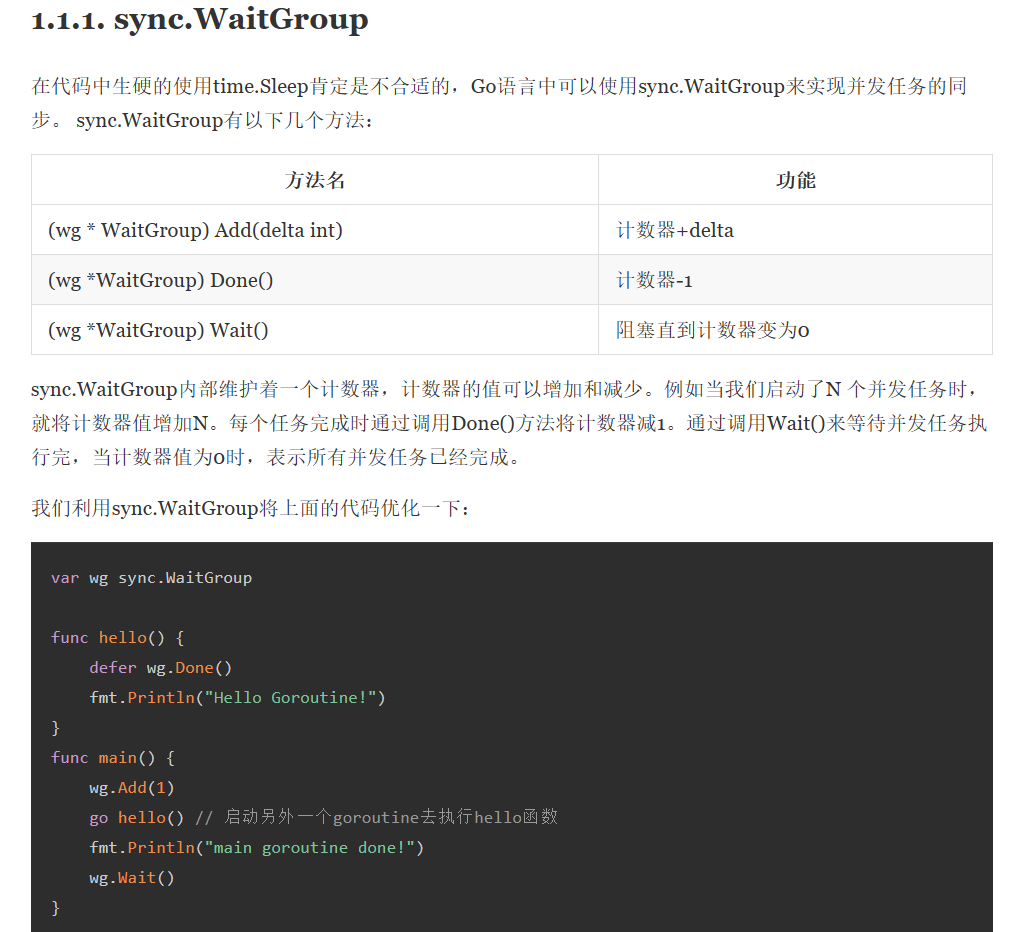 1.1.1. sync.WaitGroup
在代码中生硬的使用time.Sleep肯定是不合适的，Go语言中可以使用sync.WaitGroup来实现并发任务的同
步。 sync.WaitGroup有以下几个方法：
方法名 功能
(wg * WaitGroup) Add(delta int) 计数器+delta
(wg *WaitGroup) Done() 计数器-1
(wg *WaitGroup) Wait() 阻塞直到计数器变为0
sync.WaitGroup内部维护着一个计数器，计数器的值可以增加和减少。例如当我们启动了N 个并发任务时，
就将计数器值增加N。每个任务完成时通过调用Done()方法将计数器减1。通过调用Wait()来等待并发任务执
行完，当计数器值为0时，表示所有并发任务已经完成。
我们利用sync.WaitGroup将上面的代码优化一下：
var wg sync.WaitGroup
func hello() {
    defer wg.Done()
    fmt.Println("Hello Goroutine!")
}
func main() {
    wg.Add(1)
    go hello() // 启动另外一个goroutine去执行hello函数
    fmt.Println("main goroutine done!")
    wg.Wait()
}